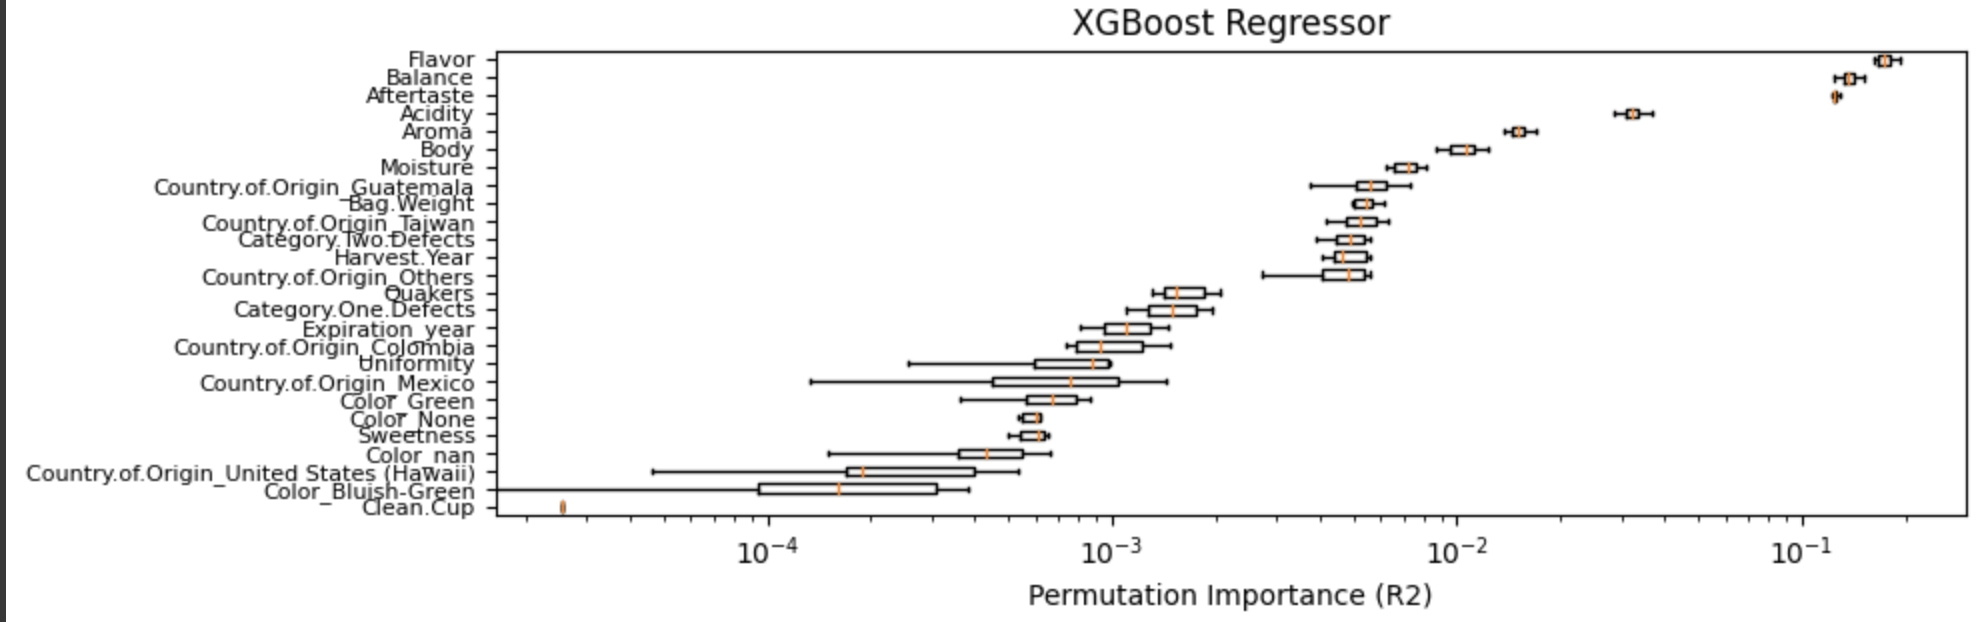 XGBoost Regressor
Flavor
Balance
Aftertaste
Acidity
Aroma
Body
Moisture
Country.of.Origin_Guatemala
Bag.Weight
Country.of.Origin_Taiwan
Category.Two.Defects
Harvest.Year
Country.of.Origin_Others
Quakers
Category.One.Defects
Expiration_year
Country.of.Origin_Colombia
Uniformity
Country.of.Origin_Mexico
Color_Green
Color_None
Sweetness
Color_nan
Country.of.Origin_United States (Hawaii)
Color_Bluish-Green
Clean.Cup
10⁻⁴ 10⁻³ 10⁻² 10⁻¹
Permutation Importance (R2)